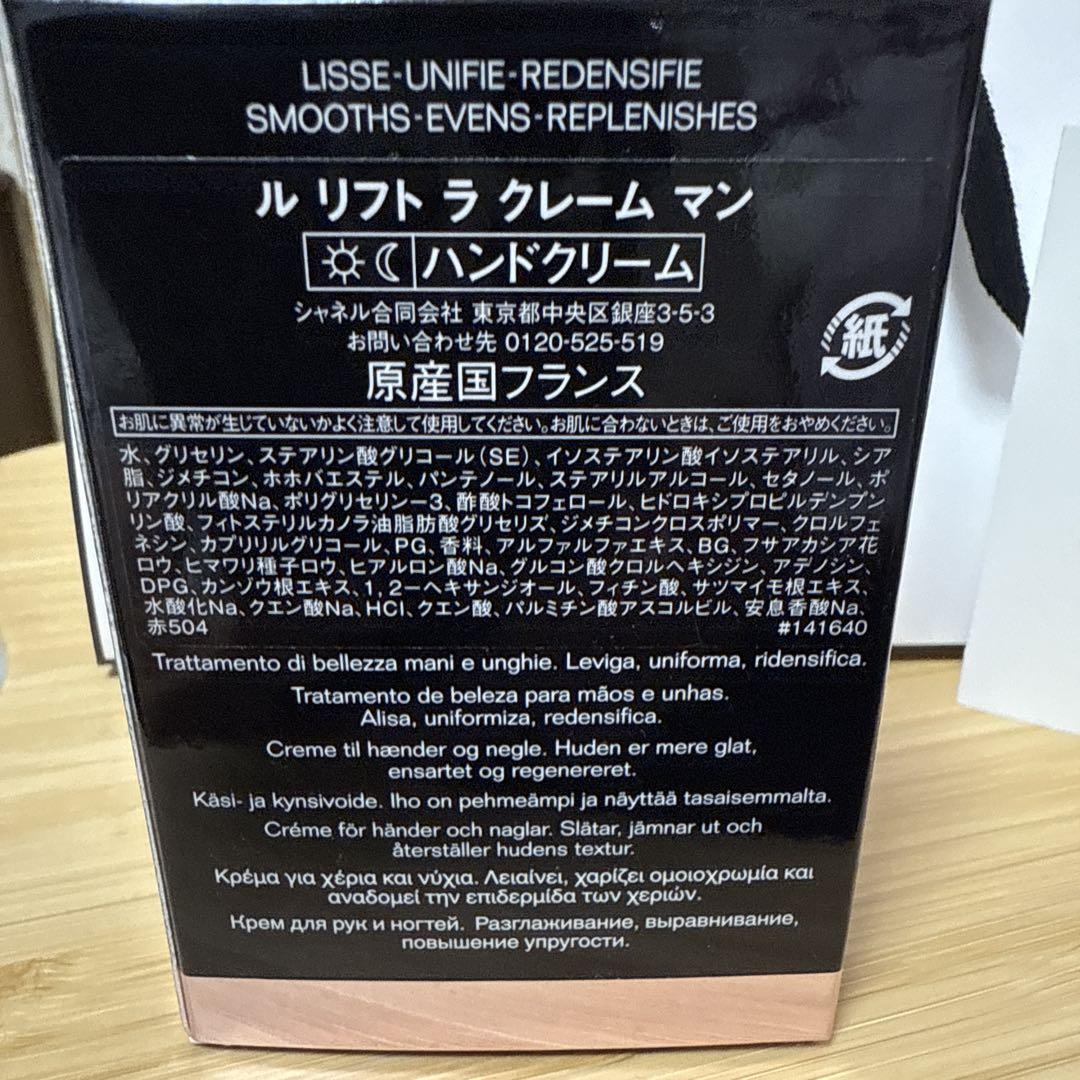 LISSE-UNIFIE-REDENSIFIE
SMOOTHS-EVENS-REPLENISHES
ル リフト ラ クレーム マン
ハンドクリーム
シャネル合同会社 東京都中央区銀座3-5-3
お問い合わせ先 0120-525-519
紙
原産国フランス
お肌に異常が生じていないかよく注意して使用してください。お肌に合わないときは、ご使用をおやめください。
水、グリセリン、ステアリン酸グリコール(SE)、イソステアリン酸イソステアリル、シア
脂、ジメチコン、ホホバエステル、パンテノール、ステアリルアルコール、セタノール、ポ
リアクリル酸Na、ポリグリセリン-3、酢酸トコフェロール、ヒドロキシプロピルデンプン
リン酸、フィトステリルカノラ油脂肪酸グリセリズ、ジメチコンクロスポリマー、クロルフェ
ネシン、カプリリルグリコール、PG、香料、アルファルファエキス、BG、フサアカシア花
ロウ、ヒマワリ種子ロウ、ヒアルロン酸Na、グルコン酸クロルヘキシジン、アデノシン、
DPG、カンゾウ根エキス、1,2-ヘキサンジオール、フィチン酸、サツマイモ根エキス、
水酸化Na、クエン酸Na、HCl、クエン酸、パルミチン酸アスコルビル、安息香酸Na、
赤504 #141640
Trattamento di bellezza mani e unghie. Leviga, uniforma, ridensifica.
Tratamento de beleza para mãos e unhas.
Alisa, uniformiza, redensifica.
Creme til hænder og negle. Huden er mere glat,
ensartet og regenereret.
Käsi- ja kynsivoide. Iho on pehmeämpi ja näyttää tasaisemmalta.
Créme för händer och naglar. Slätar, jämnar ut och
återställer hudens textur.
Κρέμα για χέρια και νύχια. Λειαίνει, χαρίζει ομοιοχρωμία και
αναδομεί την επιδερμίδα των χεριών.
Крем для рук и ногтей. Разглаживание, выравнивание,
повышение упругости.